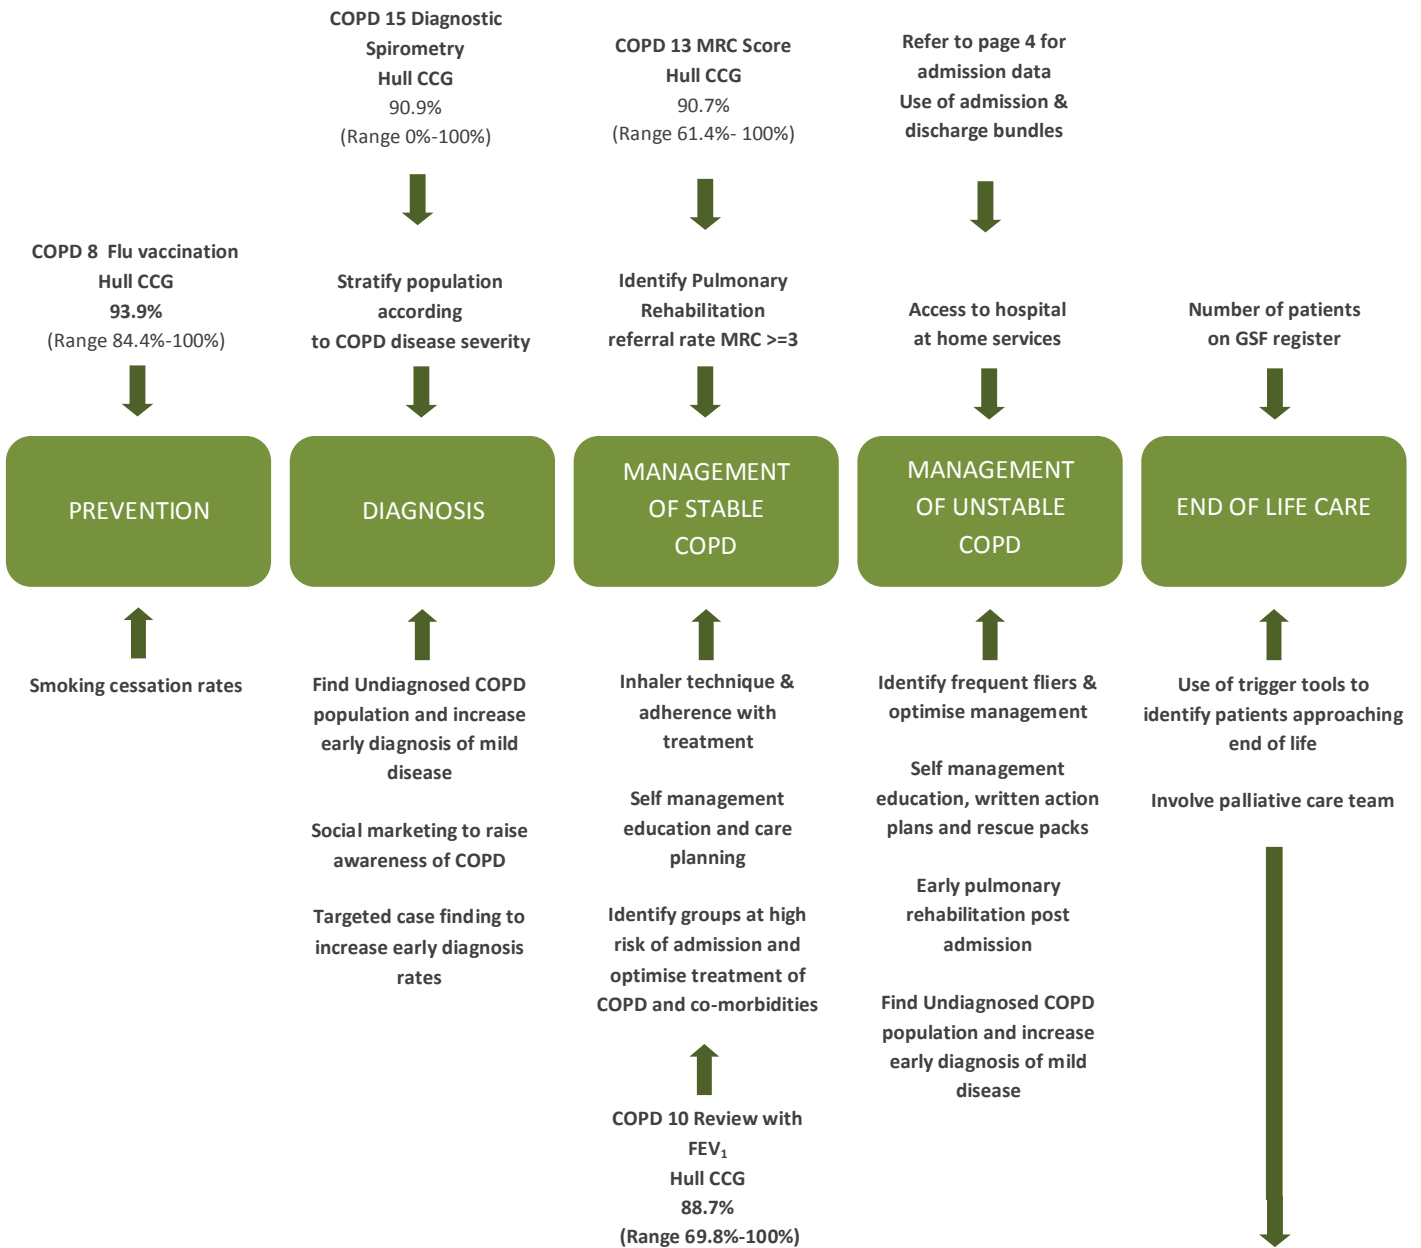 COPD 15 Diagnostic
Spirometry
Hull CCG
90.9%
(Range 0%-100%)
COPD 13 MRC Score
Hull CCG
90.7%
(Range 61.4%- 100%)
Refer to page 4 for
admission data
Use of admission &
discharge bundles
COPD 8  Flu vaccination
Hull CCG
93.9%
(Range 84.4%-100%)
Stratify population
according
to COPD disease severity
Identify Pulmonary
Rehabilitation
referral rate MRC >=3
Access to hospital
at home services
Number of patients
on GSF register
PREVENTION
DIAGNOSIS
MANAGEMENT
OF STABLE
COPD
MANAGEMENT
OF UNSTABLE
COPD
END OF LIFE CARE
Smoking cessation rates
Find Undiagnosed COPD
population and increase
early diagnosis of mild
disease
Social marketing to raise
awareness of COPD
Targeted case finding to
increase early diagnosis
rates
Inhaler technique &
adherence with
treatment
Self management
education and care
planning
Identify groups at high
risk of admission and
optimise treatment of
COPD and co-morbidities
COPD 10 Review with
FEV₁
Hull CCG
88.7%
(Range 69.8%-100%)
Identify frequent fliers &
optimise management
Self management
education, written action
plans and rescue packs
Early pulmonary
rehabilitation post
admission
Find Undiagnosed COPD
population and increase
early diagnosis of mild
disease
Use of trigger tools to
identify patients approaching
end of life
Involve palliative care team